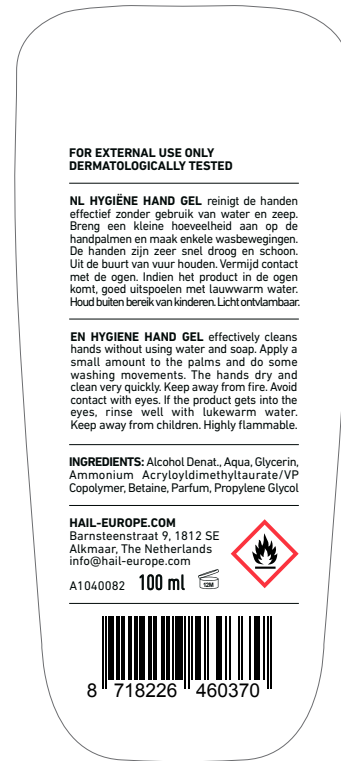 FOR EXTERNAL USE ONLY
DERMATOLOGICALLY TESTED
NL HYGIËNE HAND GEL reinigt de handen
effectief zonder gebruik van water en zeep.
Breng een kleine hoeveelheid aan op de
handpalmen en maak enkele wasbewegingen.
De handen zijn zeer snel droog en schoon.
Uit de buurt van vuur houden. Vermijd contact
met de ogen. Indien het product in de ogen
komt, goed uitspoelen met lauwwarm water.
Houd buiten bereik van kinderen. Licht ontvlambaar.
EN HYGIENE HAND GEL effectively cleans
hands without using water and soap. Apply a
small amount to the palms and do some
washing movements. The hands dry and
clean very quickly. Keep away from fire. Avoid
contact with eyes. If the product gets into the
eyes, rinse well with lukewarm water.
Keep away from children. Highly flammable.
INGREDIENTS: Alcohol Denat., Aqua, Glycerin,
Ammonium Acryloyldimethyltaurate/VP
Copolymer, Betaine, Parfum, Propylene Glycol
HAIL-EUROPE.COM
Barnsteenstraat 9, 1812 SE
Alkmaar, The Netherlands
info@hail-europe.com
A1040082 100 ml 12M
8 718226 460370